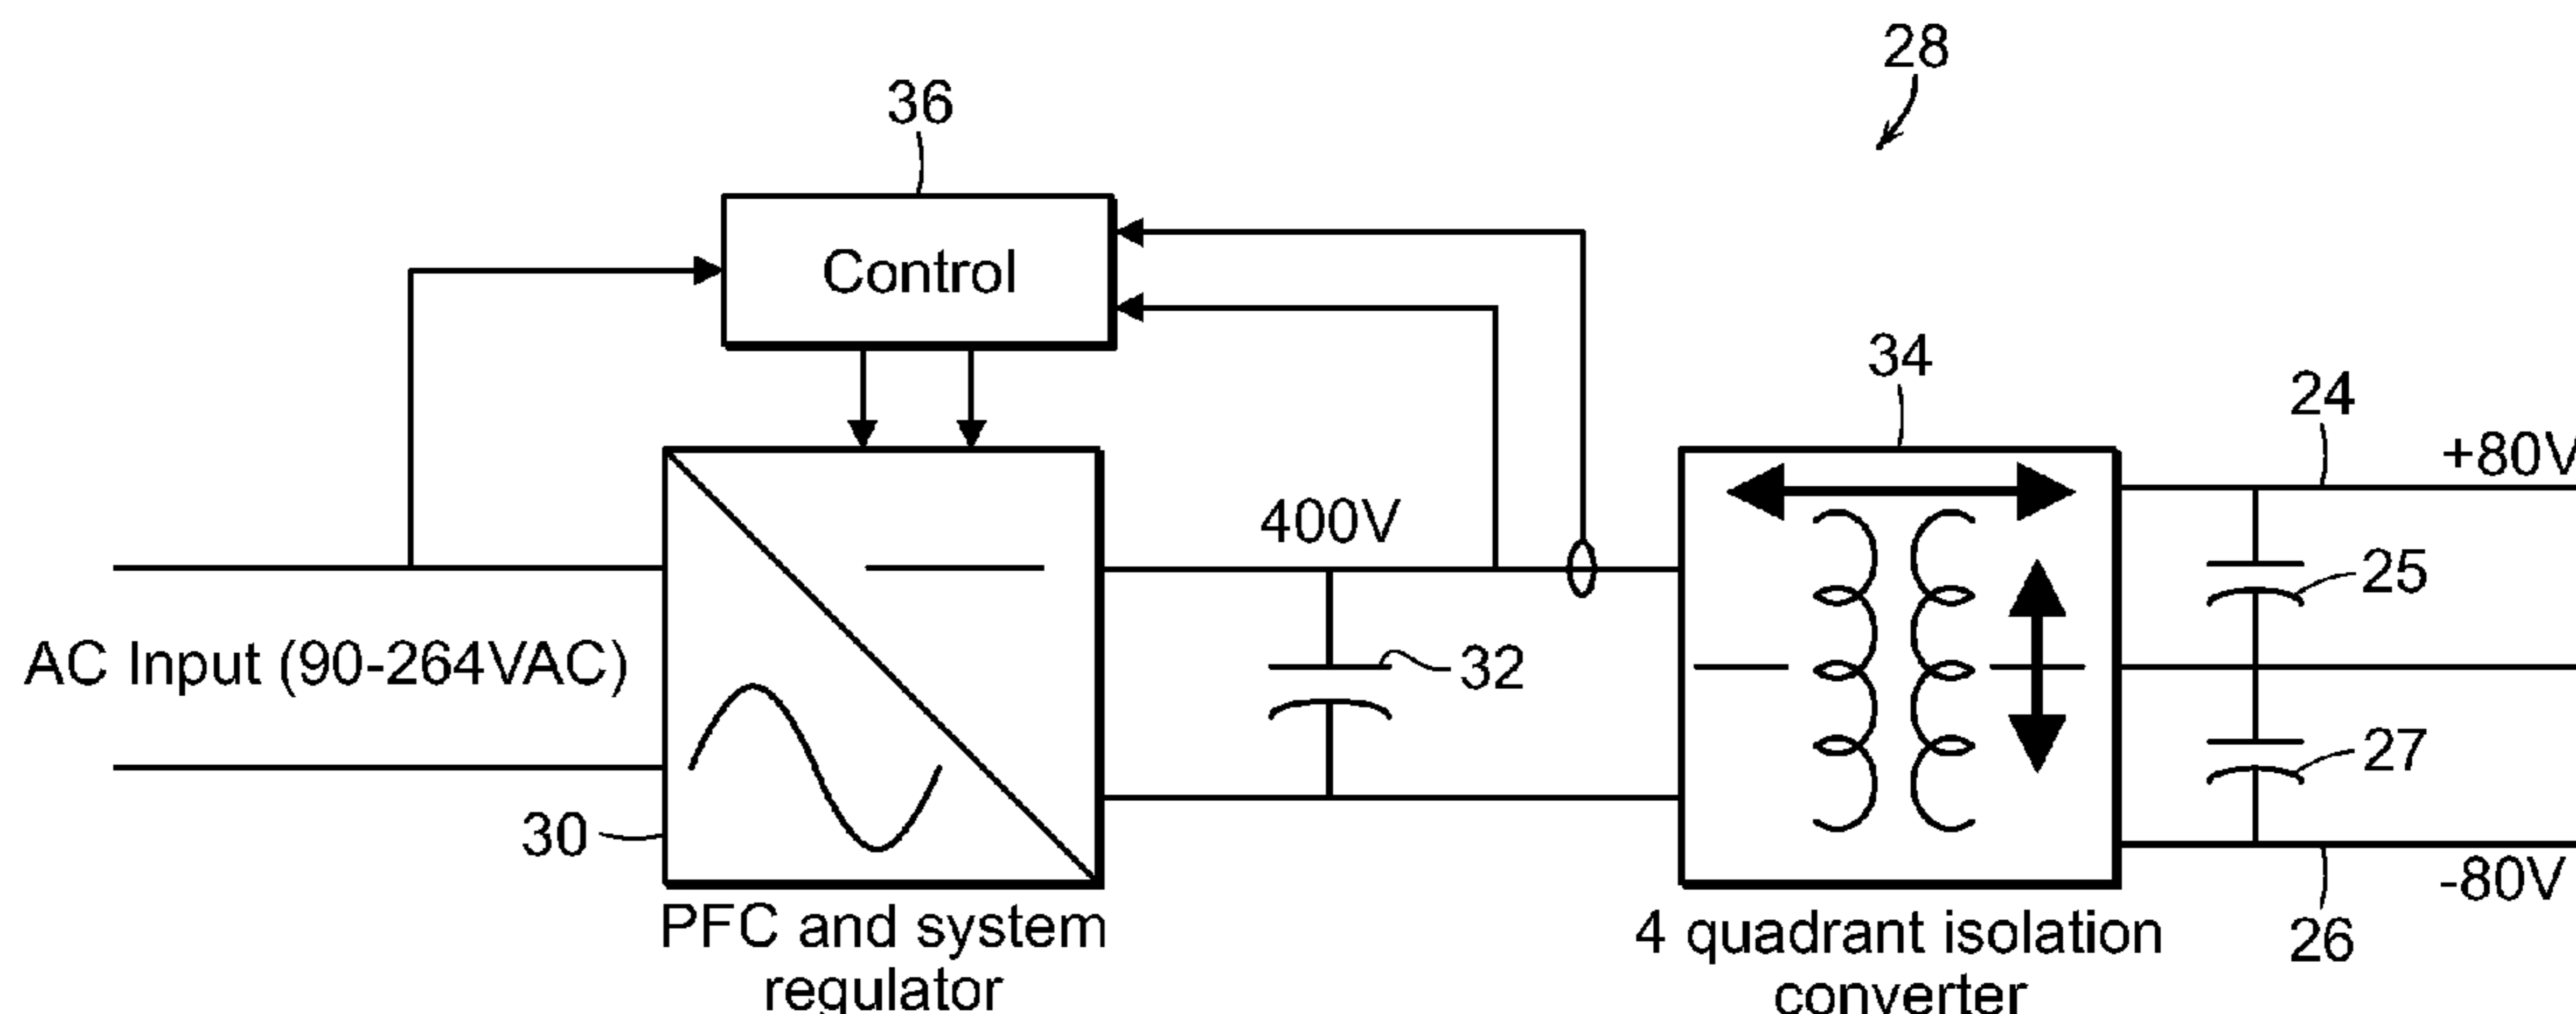 28
36
Control
34
24
+80V
400V
25
AC Input (90-264VAC)
32
27
30
-80V
PFC and system
regulator
4 quadrant isolation
converter
26